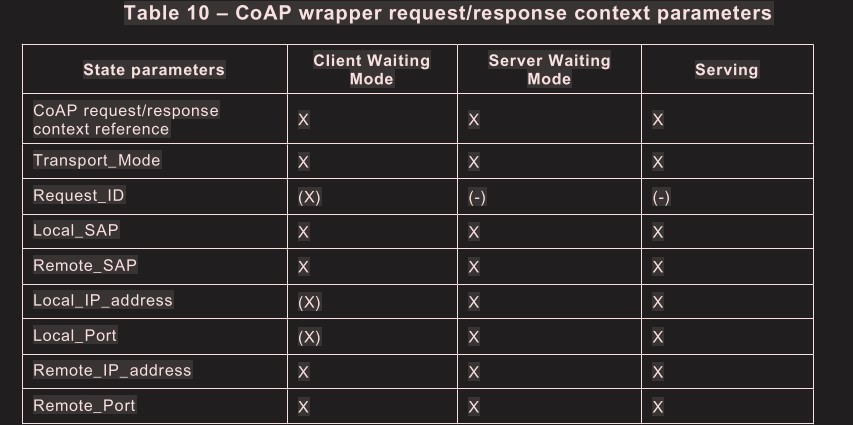 Table 10 – CoAP wrapper request/response context parameters
State parameters Client Waiting Mode Server Waiting Mode Serving
CoAP request/response context reference X X X
Transport_Mode X X X
Request_ID (X) (-) (-)
Local_SAP X X X
Remote_SAP X X X
Local_IP_address (X) X X
Local_Port (X) X X
Remote_IP_address X X X
Remote_Port X X X